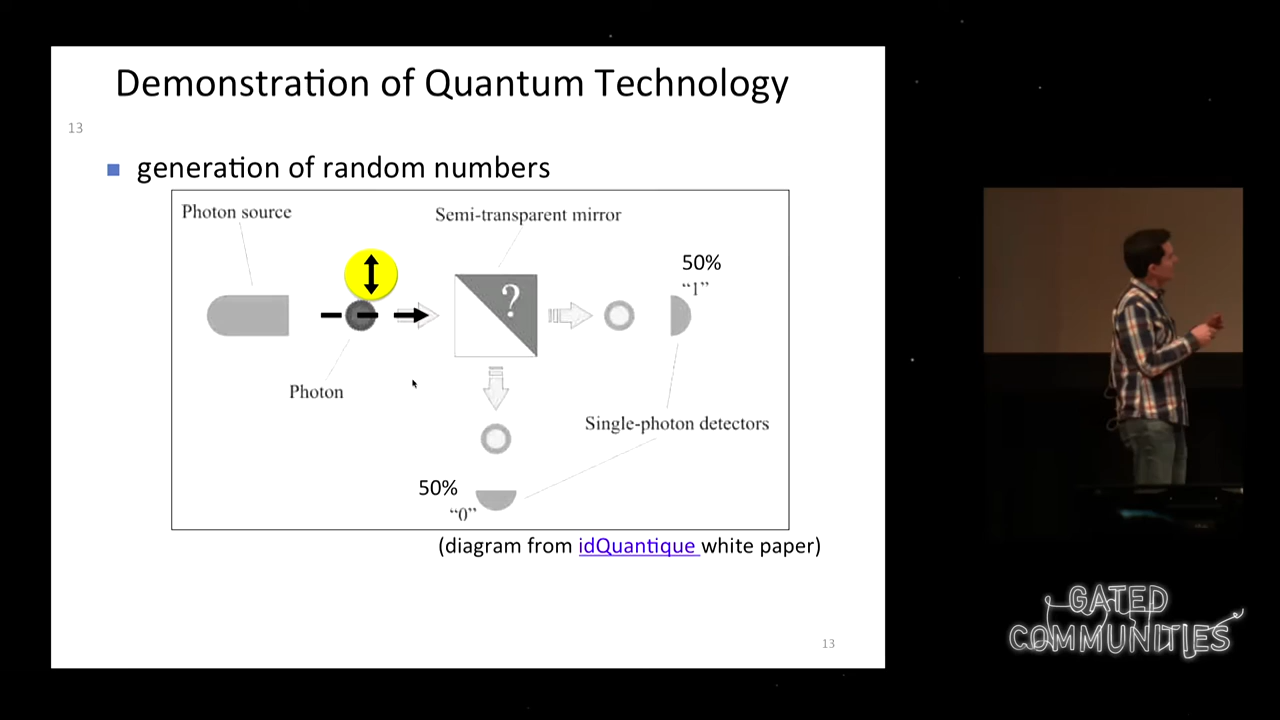 Demonstration of Quantum Technology
13
generation of random numbers
Photon source
Semi-transparent mirror
50%
“1”
?
Photon
Single-photon detectors
50%
“0”
(diagram from idQuantique white paper)
13
GATED
COMMUNITIES